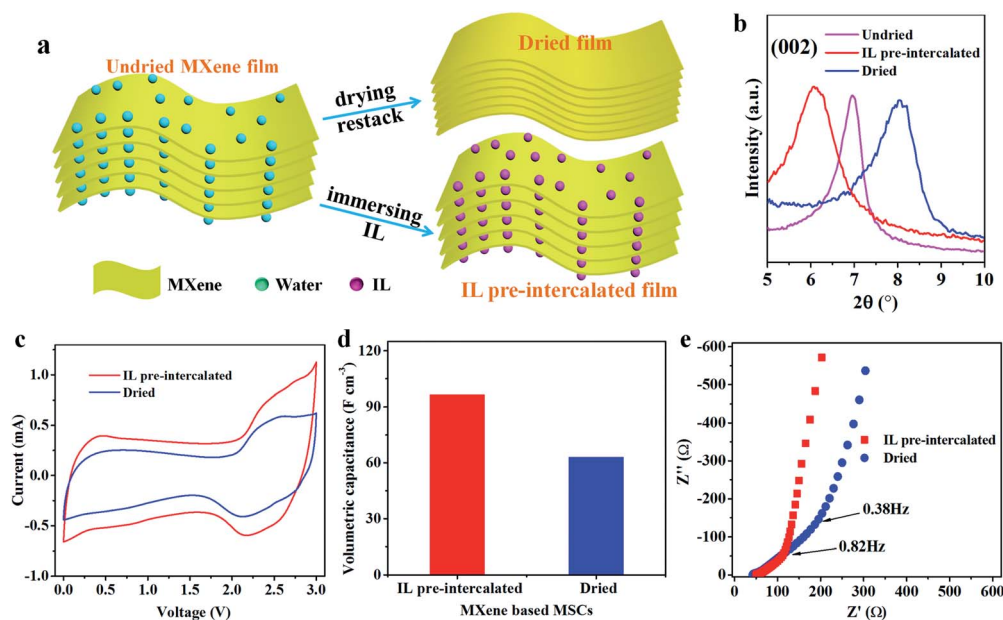 a
Undried MXene film
drying
restack
Dried film
immersing
IL
IL pre-intercalated film
MXene
Water
IL
b
(002)
Undried
IL pre-intercalated
Dried
Intensity (a.u.)
5 6 7 8 9 10
2θ (°)
c
IL pre-intercalated
Dried
Current (mA)
1.0
0.5
0.0
-0.5
-1.0
0.0 0.5 1.0 1.5 2.0 2.5 3.0
Voltage (V)
d
Volumetric capacitance (F cm⁻³)
120
90
60
30
0
IL pre-intercalated Dried
MXene based MSCs
e
Z'' (Ω)
-600
-500
-400
-300
-200
-100
0
IL pre-intercalated
Dried
0.38Hz
0.82Hz
0 100 200 300 400 500 600
Z' (Ω)